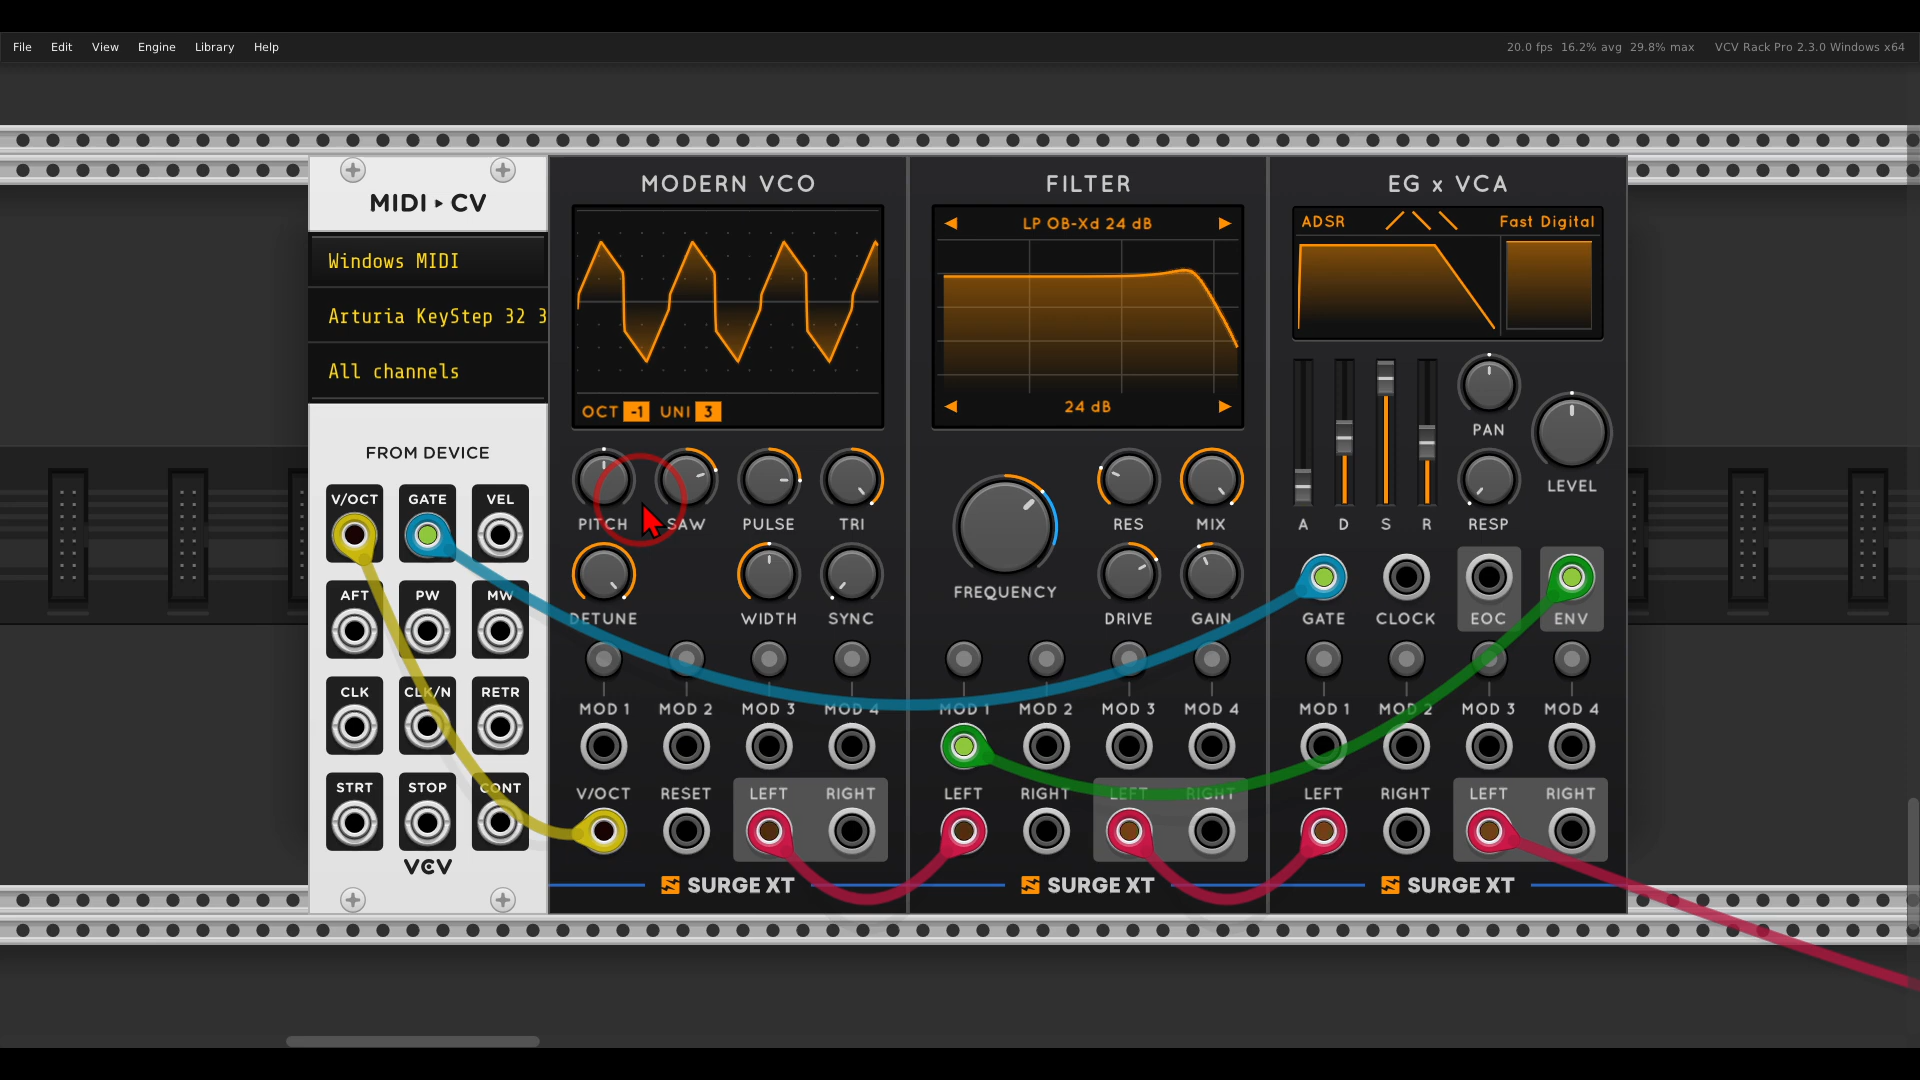 File Edit View Engine Library Help
20.0 fps 16.2% avg 29.8% max VCV Rack Pro 2.3.0 Windows x64
MIDI ▸ CV
Windows MIDI
Arturia KeyStep 32 3
All channels
FROM DEVICE
V/OCT GATE VEL
AFT PW MW
CLK CLK/N RETR
STRT STOP CONT
VCV
MODERN VCO
OCT -1 UNI 3
PITCH SAW PULSE TRI
DETUNE WIDTH SYNC
MOD 1 MOD 2 MOD 3 MOD 4
V/OCT RESET LEFT RIGHT
SURGE XT
FILTER
◀ LP OB-Xd 24 dB ▶
◀ 24 dB ▶
FREQUENCY
RES MIX
DRIVE GAIN
MOD 1 MOD 2 MOD 3 MOD 4
LEFT RIGHT LEFT RIGHT
SURGE XT
EG x VCA
ADSR Fast Digital
PAN
LEVEL
A D S R RESP
GATE CLOCK EOC ENV
MOD 1 MOD 2 MOD 3 MOD 4
LEFT RIGHT LEFT RIGHT
SURGE XT